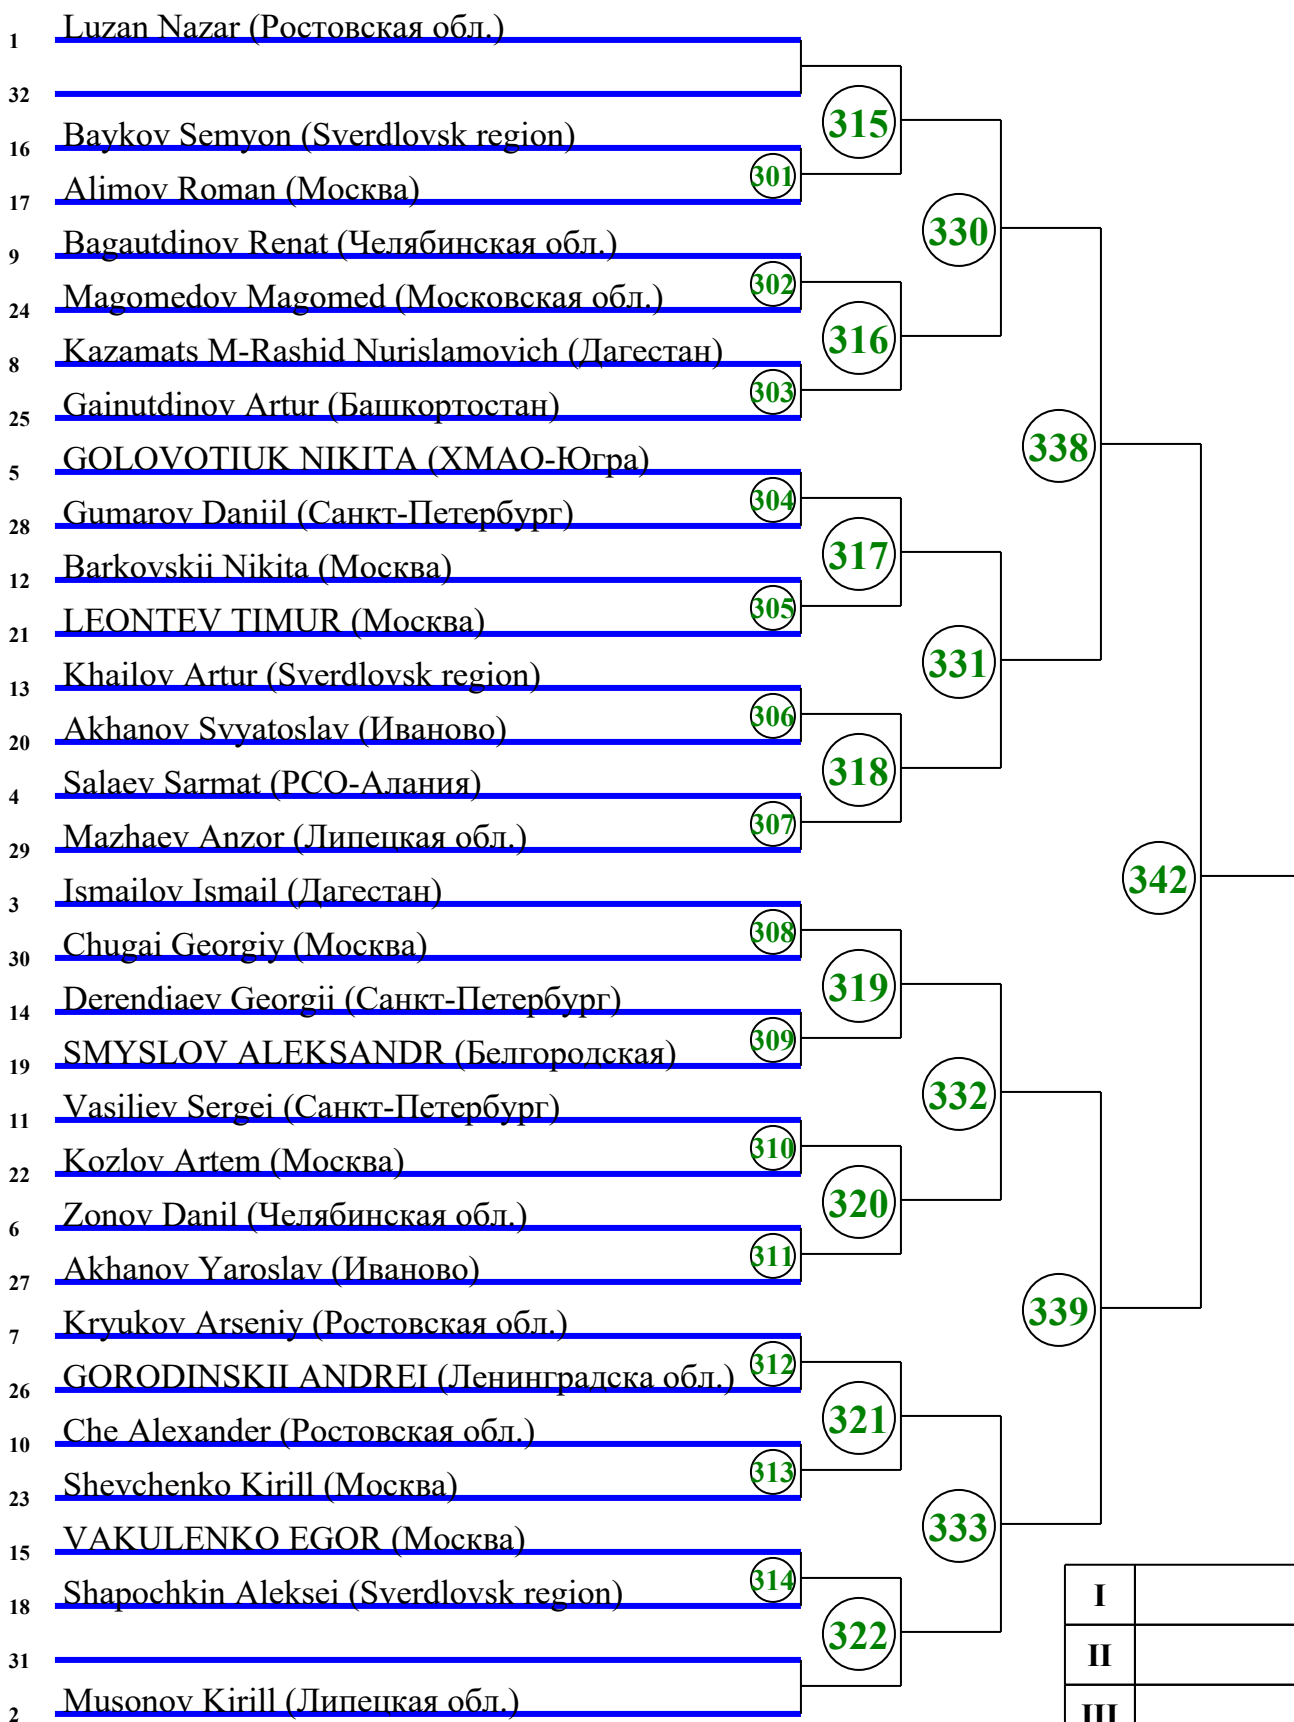 1 Luzan Nazar (Ростовская обл.)
32
315
16 Baykov Semyon (Sverdlovsk region)
301
17 Alimov Roman (Москва)
330
9 Bagautdinov Renat (Челябинская обл.)
302
24 Magomedov Magomed (Московская обл.)
316
8 Kazamats M-Rashid Nurislamovich (Дагестан)
303
25 Gainutdinov Artur (Башкортостан)
338
5 GOLOVOTIUK NIKITA (ХМАО-Югра)
304
28 Gumarov Daniil (Санкт-Петербург)
317
12 Barkovskii Nikita (Москва)
305
21 LEONTEV TIMUR (Москва)
331
13 Khailov Artur (Sverdlovsk region)
306
20 Akhanov Svyatoslav (Иваново)
318
4 Salaev Sarmat (РСО-Алания)
307
29 Mazhaev Anzor (Липецкая обл.)
342
3 Ismailov Ismail (Дагестан)
308
30 Chugai Georgiy (Москва)
319
14 Derendiaev Georgii (Санкт-Петербург)
309
19 SMYSLOV ALEKSANDR (Белгородская)
332
11 Vasiliev Sergei (Санкт-Петербург)
310
22 Kozlov Artem (Москва)
320
6 Zonov Danil (Челябинская обл.)
311
27 Akhanov Yaroslav (Иваново)
339
7 Kryukov Arseniy (Ростовская обл.)
312
26 GORODINSKII ANDREI (Ленинградска обл.)
321
10 Che Alexander (Ростовская обл.)
313
23 Shevchenko Kirill (Москва)
333
15 VAKULENKO EGOR (Москва)
314
18 Shapochkin Aleksei (Sverdlovsk region)
I
322
31
II
2 Musonov Kirill (Липецкая обл.)
III